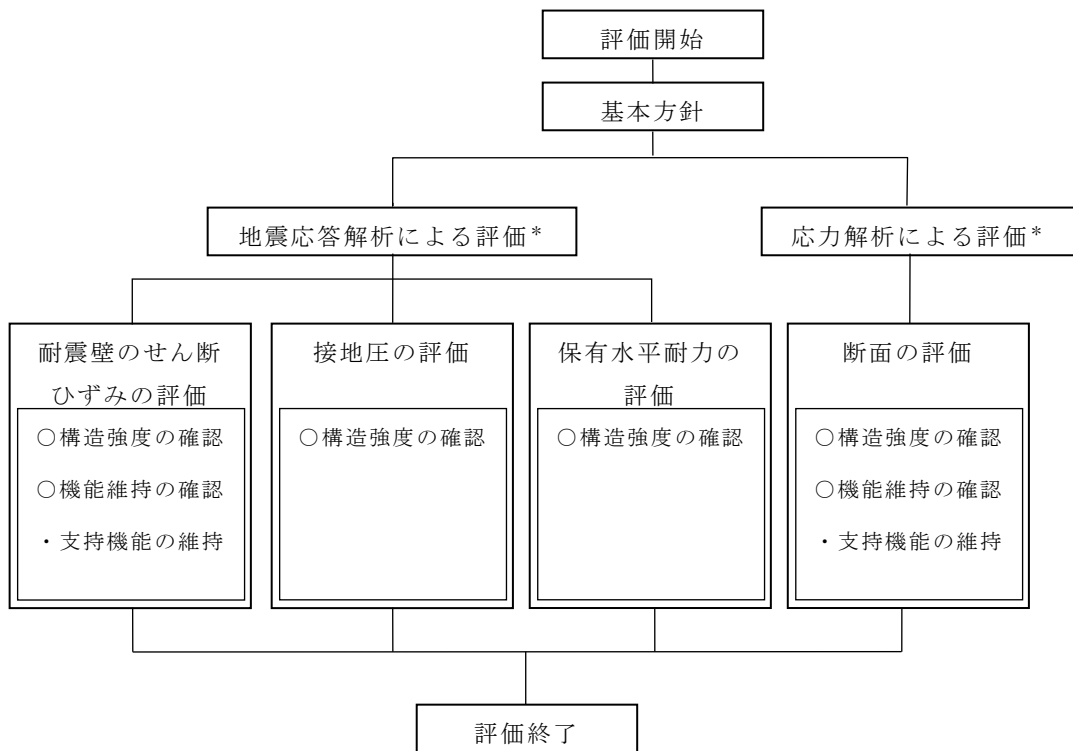 評価開始
基本方針
地震応答解析による評価*
応力解析による評価*
耐震壁のせん断
ひずみの評価
○構造強度の確認
○機能維持の確認
・支持機能の維持
接地圧の評価
○構造強度の確認
保有水平耐力の
評価
○構造強度の確認
断面の評価
○構造強度の確認
○機能維持の確認
・支持機能の維持
評価終了